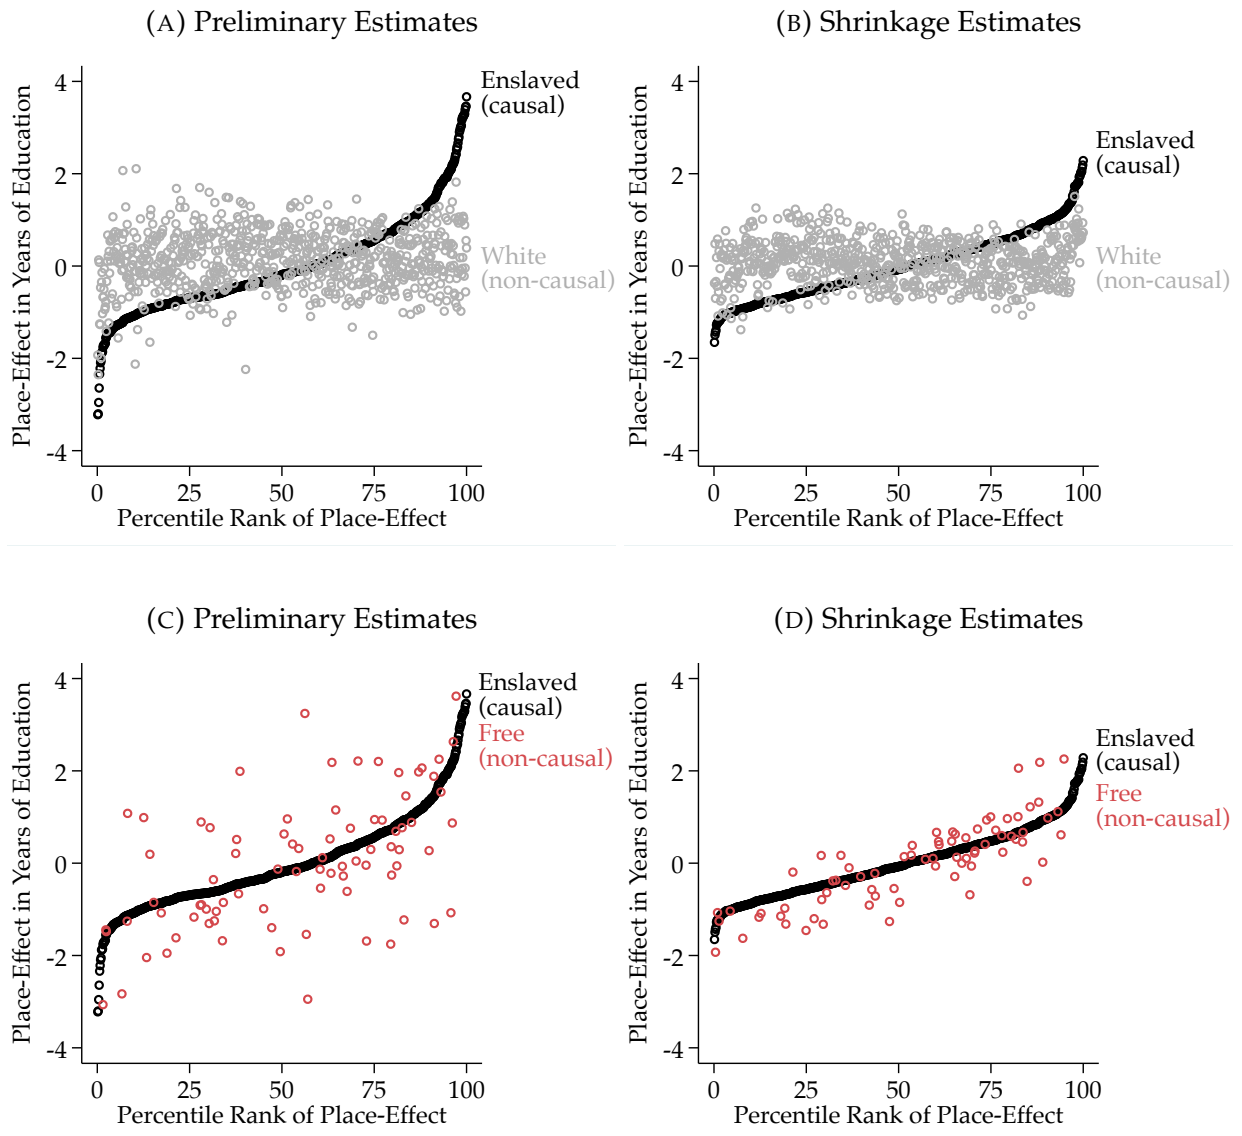 (A) Preliminary Estimates
Place-Effect in Years of Education
4
2
0
-2
-4
Enslaved
(causal)
White
(non-causal)
0 25 50 75 100
Percentile Rank of Place-Effect
(B) Shrinkage Estimates
Place-Effect in Years of Education
4
2
0
-2
-4
Enslaved
(causal)
White
(non-causal)
0 25 50 75 100
Percentile Rank of Place-Effect
(C) Preliminary Estimates
Place-Effect in Years of Education
4
2
0
-2
-4
Enslaved
(causal)
Free
(non-causal)
0 25 50 75 100
Percentile Rank of Place-Effect
(D) Shrinkage Estimates
Place-Effect in Years of Education
4
2
0
-2
-4
Enslaved
(causal)
Free
(non-causal)
0 25 50 75 100
Percentile Rank of Place-Effect